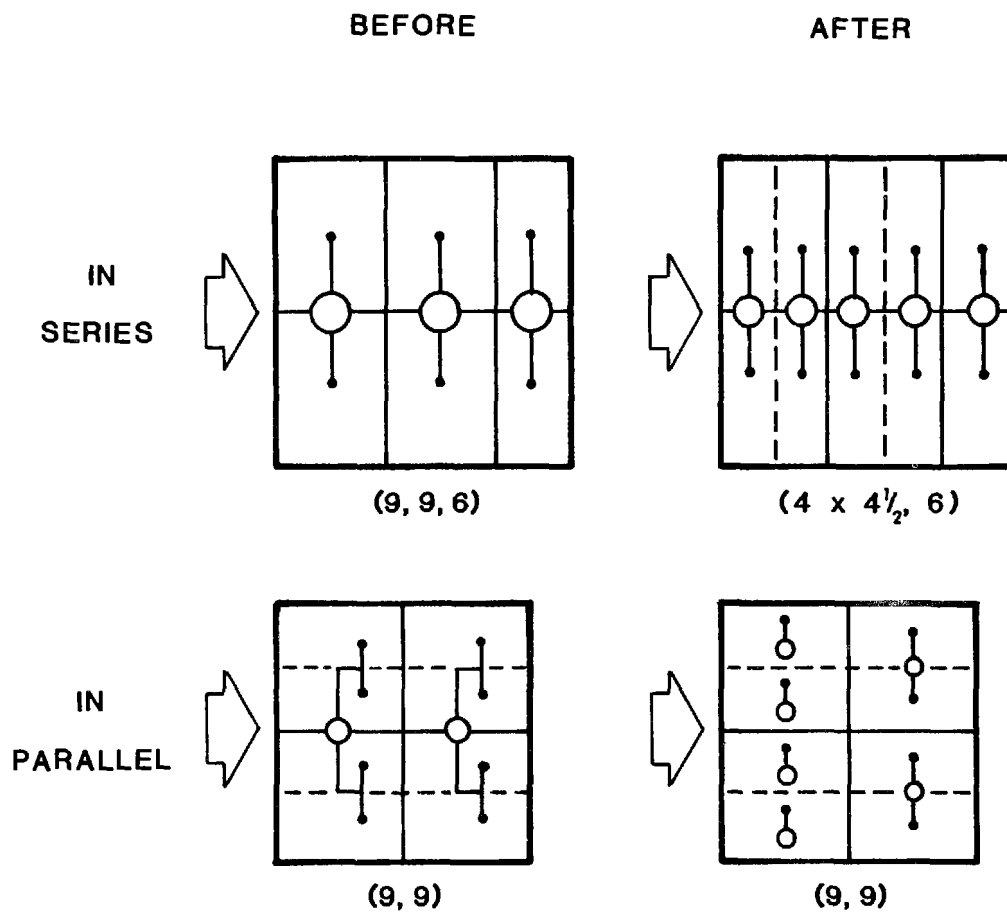 BEFORE AFTER
IN
SERIES
(9, 9, 6) (4 x 4½, 6)
IN
PARALLEL
(9, 9) (9, 9)